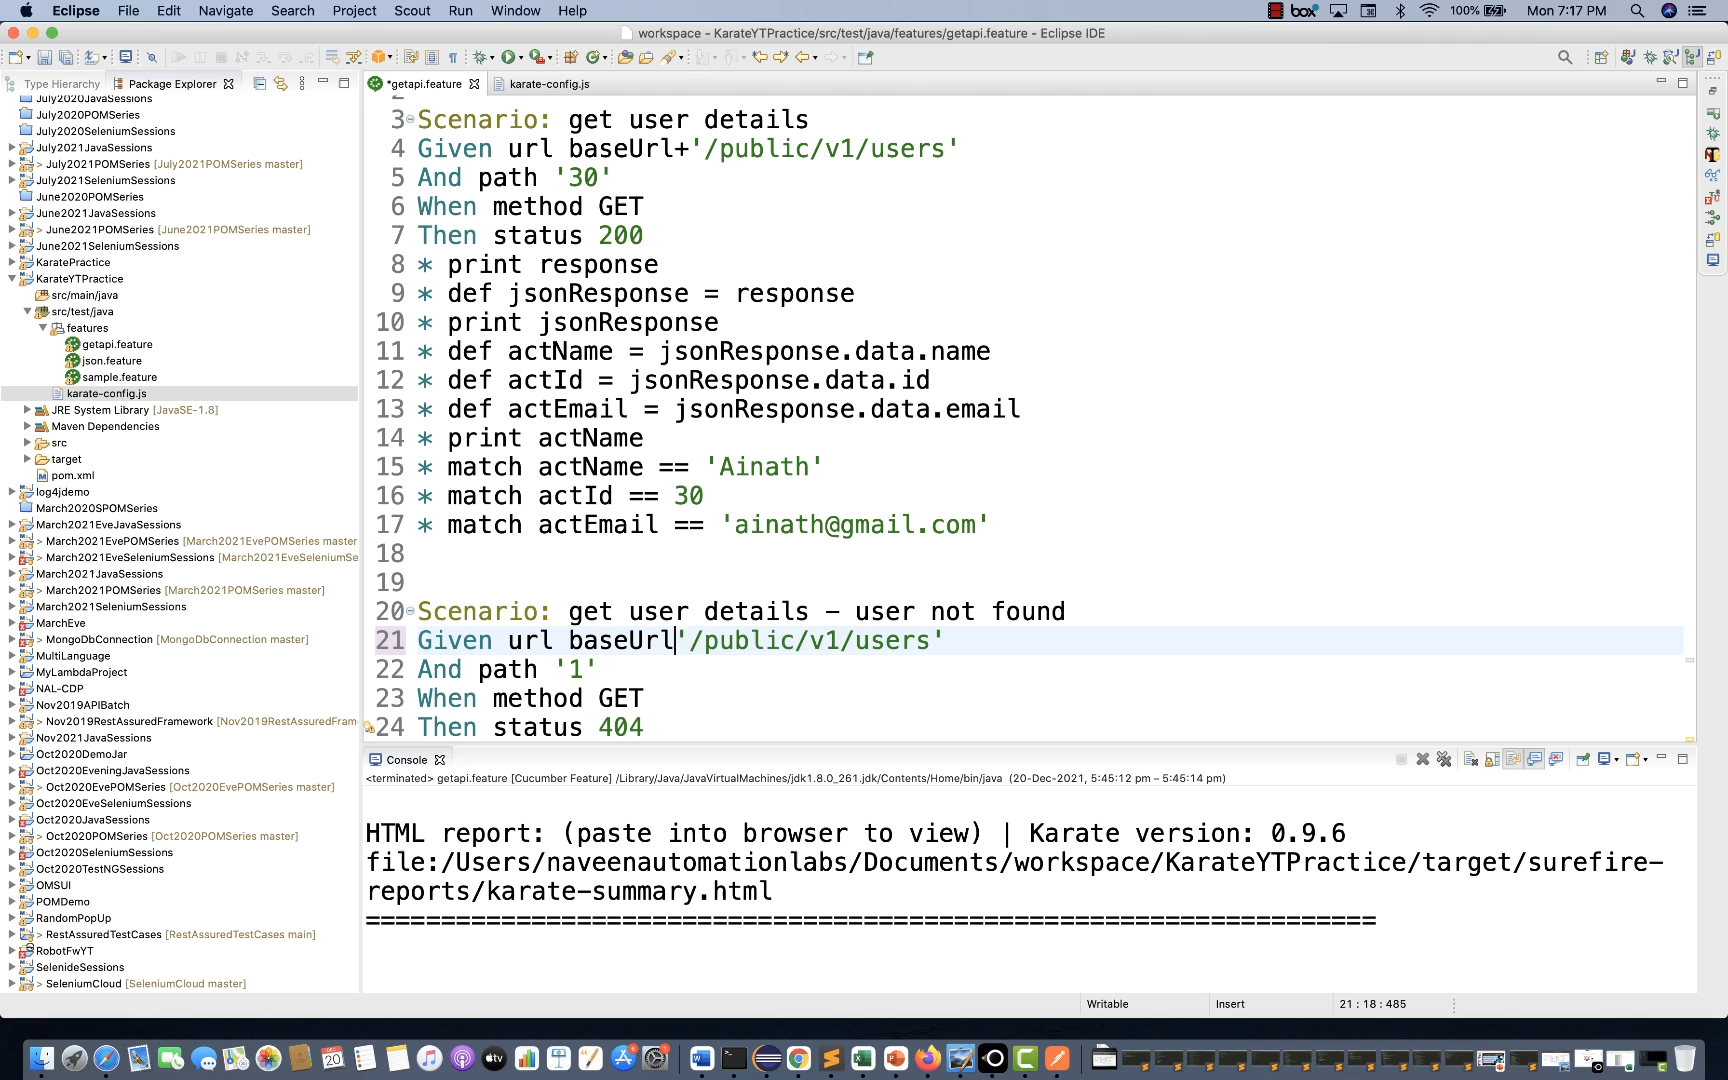 Eclipse File Edit Navigate Search Project Scout Run Window Help box 100% Mon 7:17 PM
workspace - KarateYTPractice/src/test/java/features/getapi.feature - Eclipse IDE
Type Hierarchy Package Explorer
July2020JavaSessions
July2020POMSeries
July2020SeleniumSessions
July2021JavaSessions
> July2021POMSeries [July2021POMSeries master]
July2021SeleniumSessions
June2020POMSeries
June2021JavaSessions
> June2021POMSeries [June2021POMSeries master]
June2021SeleniumSessions
KaratePractice
KarateYTPractice
src/main/java
src/test/java
features
getapi.feature
json.feature
sample.feature
karate-config.js
JRE System Library [JavaSE-1.8]
Maven Dependencies
src
target
pom.xml
log4jdemo
March2020SPOMSeries
March2021EveJavaSessions
> March2021EvePOMSeries [March2021EvePOMSeries master
> March2021EveSeleniumSessions [March2021EveSeleniumSe
March2021JavaSessions
> March2021POMSeries [March2021POMSeries master]
March2021SeleniumSessions
MarchEve
> MongoDbConnection [MongoDbConnection master]
MultiLanguage
MyLambdaProject
NAL-CDP
Nov2019APIBatch
> Nov2019RestAssuredFramework [Nov2019RestAssuredFram
Nov2021JavaSessions
Oct2020DemoJar
Oct2020EveningJavaSessions
> Oct2020EvePOMSeries [Oct2020EvePOMSeries master]
Oct2020EveSeleniumSessions
Oct2020JavaSessions
> Oct2020POMSeries [Oct2020POMSeries master]
Oct2020SeleniumSessions
Oct2020TestNGSessions
OMSUI
POMDemo
RandomPopUp
> RestAssuredTestCases [RestAssuredTestCases main]
RobotFwYT
SelenideSessions
> SeleniumCloud [SeleniumCloud master]
*getapi.feature karate-config.js
2
3 Scenario: get user details
4 Given url baseUrl+'/public/v1/users'
5 And path '30'
6 When method GET
7 Then status 200
8 * print response
9 * def jsonResponse = response
10 * print jsonResponse
11 * def actName = jsonResponse.data.name
12 * def actId = jsonResponse.data.id
13 * def actEmail = jsonResponse.data.email
14 * print actName
15 * match actName == 'Ainath'
16 * match actId == 30
17 * match actEmail == 'ainath@gmail.com'
18
19
20 Scenario: get user details - user not found
21 Given url baseUrl'/public/v1/users'
22 And path '1'
23 When method GET
24 Then status 404
Console
<terminated> getapi.feature [Cucumber Feature] /Library/Java/JavaVirtualMachines/jdk1.8.0_261.jdk/Contents/Home/bin/java (20-Dec-2021, 5:45:12 pm – 5:45:14 pm)
HTML report: (paste into browser to view) | Karate version: 0.9.6
file:/Users/naveenautomationlabs/Documents/workspace/KarateYTPractice/target/surefire-
reports/karate-summary.html
===================================================================
Writable Insert 21 : 18 : 485